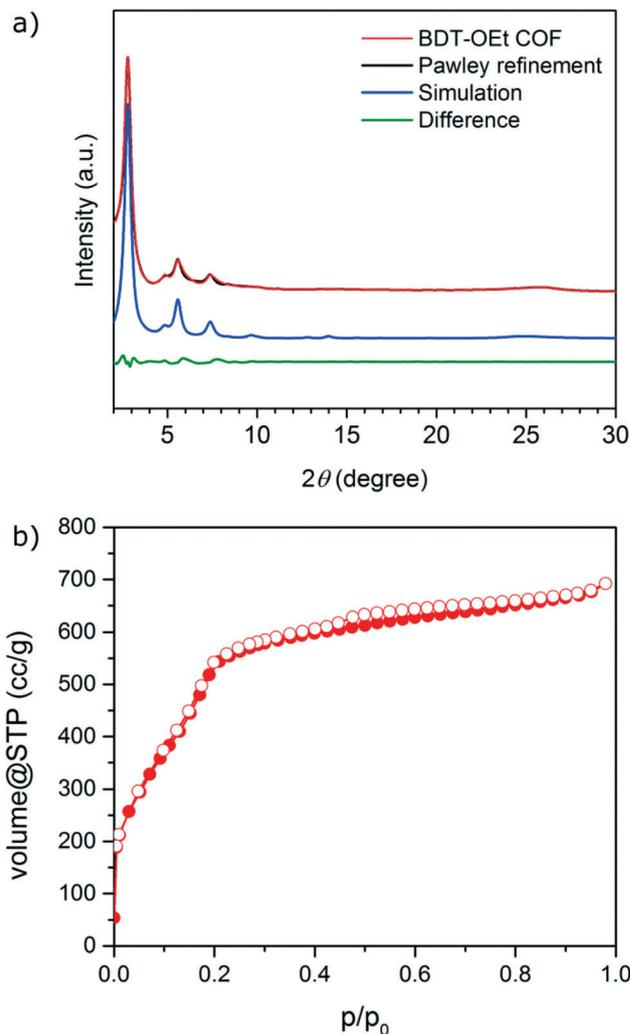 a)
BDT-OEt COF
Pawley refinement
Simulation
Difference
Intensity (a.u.)
5 10 15 20 25 30
2θ (degree)
b)
800
700
600
500
400
300
200
100
0
volume@STP (cc/g)
0.0 0.2 0.4 0.6 0.8 1.0
p/p₀